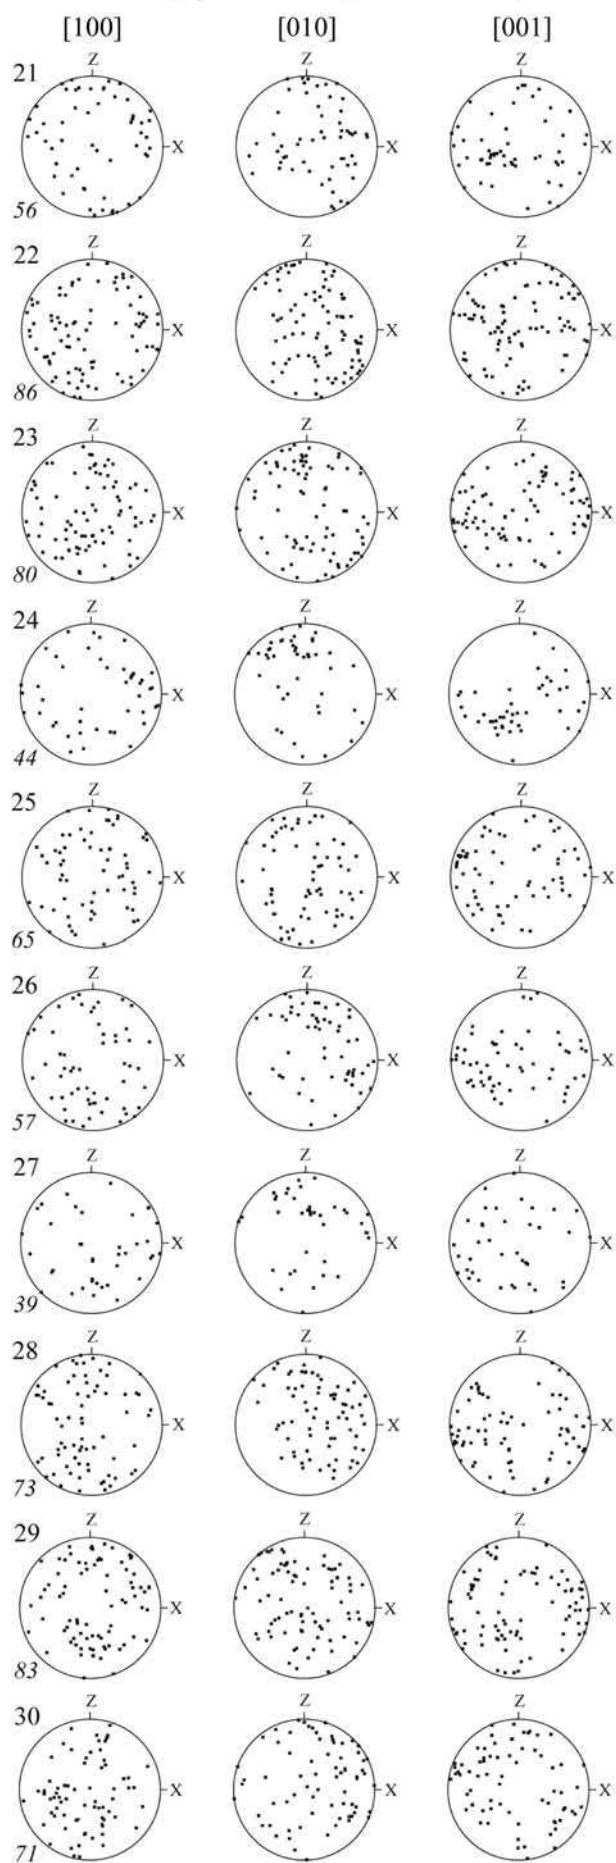 [100] [010] [001]
21 Z Z Z
X X X
56
22 Z Z Z
X X X
86
23 Z Z Z
X X X
80
24 Z Z Z
X X X
44
25 Z Z Z
X X X
65
26 Z Z Z
X X X
57
27 Z Z Z
X X X
39
28 Z Z Z
X X X
73
29 Z Z Z
X X X
83
30 Z Z Z
X X X
71